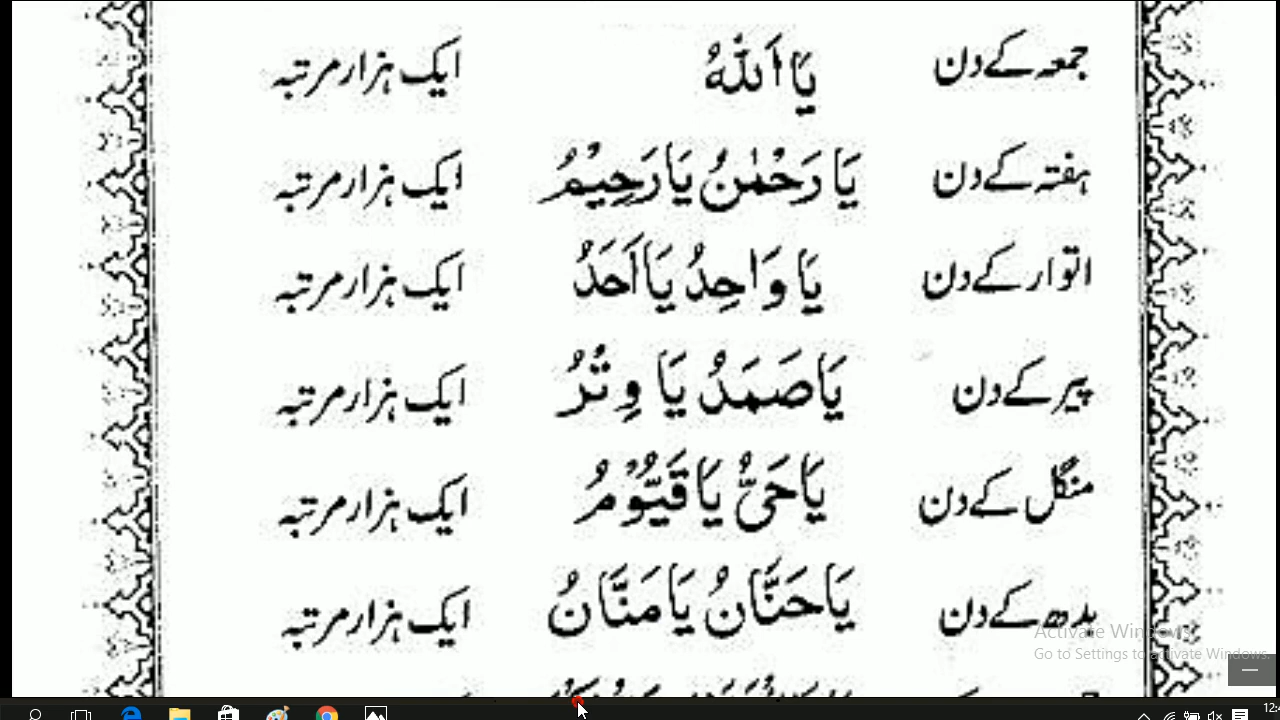 جمعہ کے دن یَا اَللّٰہُ ایک ہزار مرتبہ
ہفتہ کے دن یَا رَحْمٰنُ یَا رَحِیْمُ ایک ہزار مرتبہ
اتوار کے دن یَا وَاحِدُ یَا اَحَدُ ایک ہزار مرتبہ
پیر کے دن یَا صَمَدُ یَا وِتْرُ ایک ہزار مرتبہ
منگل کے دن یَا حَیُّ یَا قَیُّوْمُ ایک ہزار مرتبہ
بدھ کے دن یَا حَنَّانُ یَا مَنَّانُ ایک ہزار مرتبہ
Activate Windows
Go to Settings to activate Windows.